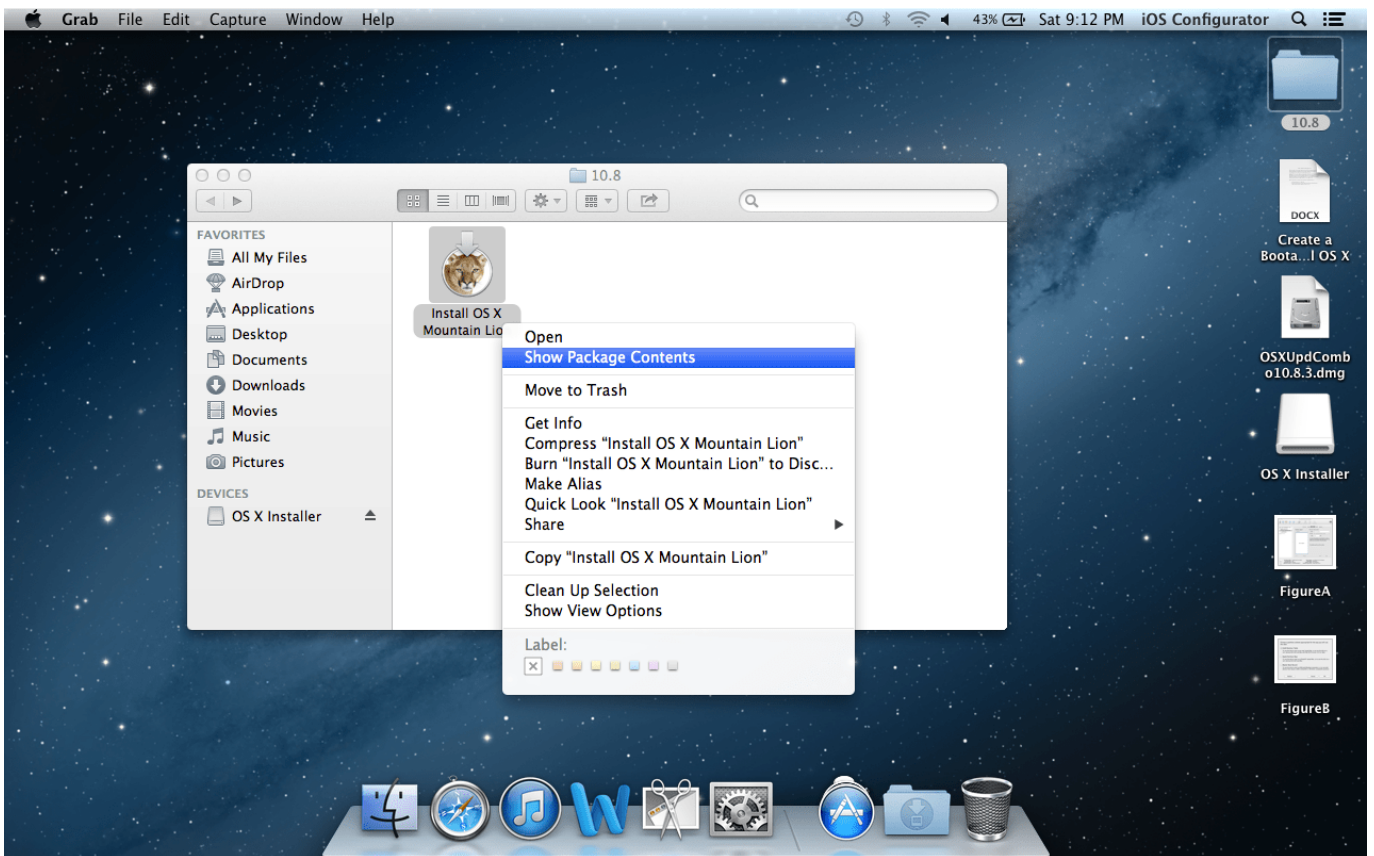 Grab File Edit Capture Window Help 43% Sat 9:12 PM iOS Configurator
10.8
DOCX
Create a
Boota...l OS X
OSXUpdComb
o10.8.3.dmg
OS X Installer
FigureA
FigureB
10.8
FAVORITES
All My Files
AirDrop
Applications
Desktop
Documents
Downloads
Movies
Music
Pictures
DEVICES
OS X Installer
Install OS X
Mountain Lio
Open
Show Package Contents
Move to Trash
Get Info
Compress “Install OS X Mountain Lion”
Burn “Install OS X Mountain Lion” to Disc...
Make Alias
Quick Look “Install OS X Mountain Lion”
Share
Copy “Install OS X Mountain Lion”
Clean Up Selection
Show View Options
Label: